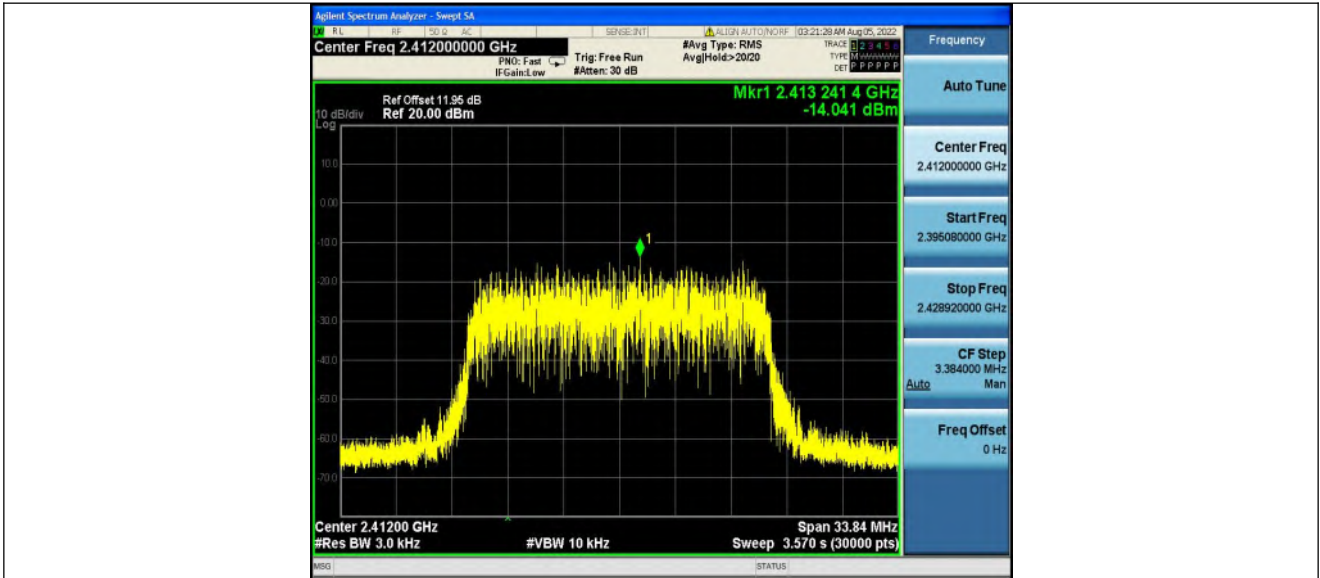 Agilent Spectrum Analyzer - Swept SA
RL RF 50 Ω AC SENSE:INT ALIGN AUTO/NORF 03:21:28 AM Aug 05, 2022
Center Freq 2.412000000 GHz
PNO: Fast
IFGain:Low
Trig: Free Run
#Atten: 30 dB
#Avg Type: RMS
Avg|Hold:>20/20
TRACE 1 2 3 4 5 6
TYPE M
DET P P P P P P
Frequency
Mkr1 2.413 241 4 GHz
-14.041 dBm
Ref Offset 11.95 dB
10 dB/div Ref 20.00 dBm
Log
10.0
0.00
-10.0
-20.0
-30.0
-40.0
-50.0
-60.0
-70.0
1
Center 2.41200 GHz
Span 33.84 MHz
#Res BW 3.0 kHz
#VBW 10 kHz
Sweep 3.570 s (30000 pts)
MSG
STATUS
Auto Tune
Center Freq
2.412000000 GHz
Start Freq
2.395080000 GHz
Stop Freq
2.428920000 GHz
CF Step
3.384000 MHz
Auto Man
Freq Offset
0 Hz